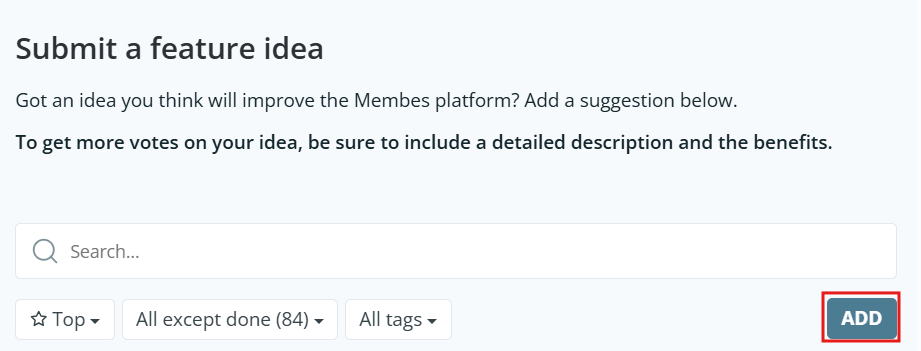 Submit a feature idea
Got an idea you think will improve the Membes platform? Add a suggestion below.
To get more votes on your idea, be sure to include a detailed description and the benefits.
Search...
Top
All except done (84)
All tags
ADD